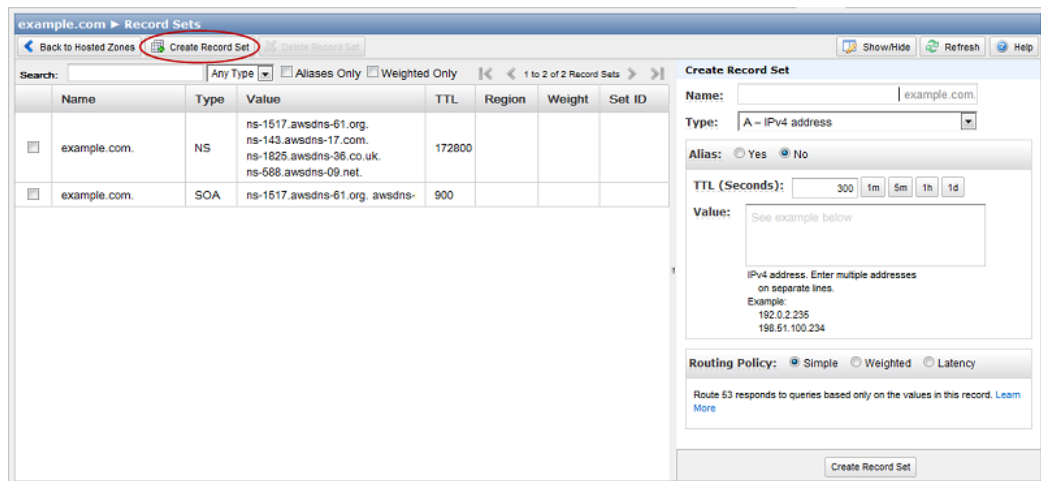 example.com ► Record Sets
Back to Hosted Zones Create Record Set Delete Record Set Show/Hide Refresh Help
Search: Any Type Aliases Only Weighted Only 1 to 2 of 2 Record Sets
Name Type Value TTL Region Weight Set ID
ns-1517.awsdns-61.org.
ns-143.awsdns-17.com.
example.com. NS ns-1825.awsdns-36.co.uk. 172800
ns-588.awsdns-09.net.
example.com. SOA ns-1517.awsdns-61.org. awsdns- 900
Create Record Set
Name: example.com.
Type: A – IPv4 address
Alias: Yes No
TTL (Seconds): 300 1m 5m 1h 1d
Value: See example below
IPv4 address. Enter multiple addresses
on separate lines.
Example:
192.0.2.235
198.51.100.234
Routing Policy: Simple Weighted Latency
Route 53 responds to queries based only on the values in this record. Learn
More
Create Record Set